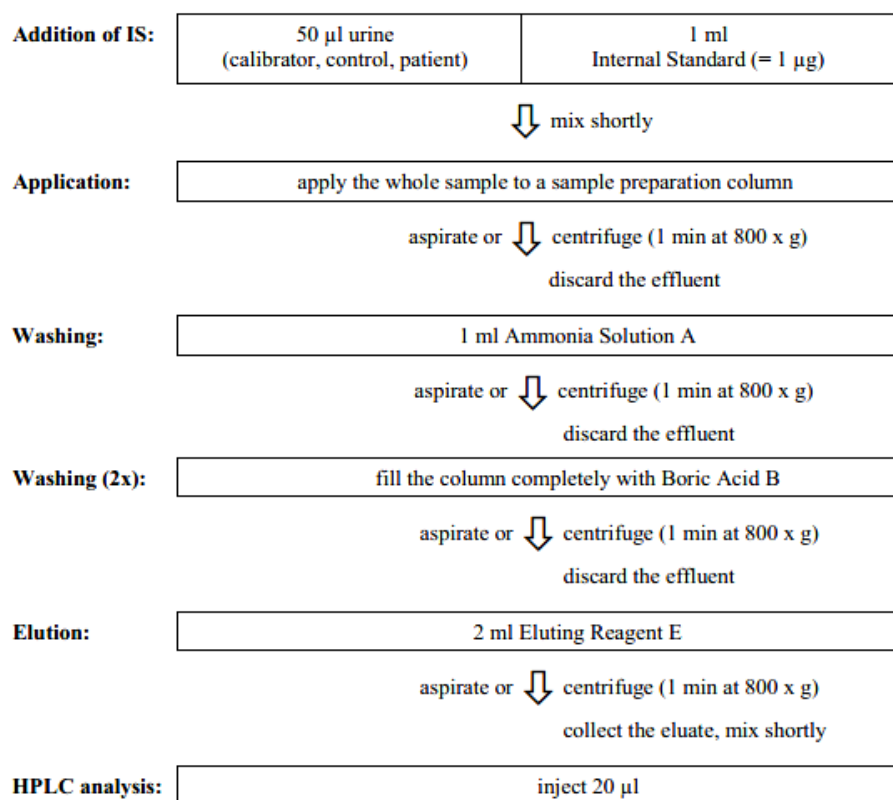 Addition of IS: 50 µl urine 1 ml
(calibrator, control, patient) Internal Standard (= 1 µg)
mix shortly
Application: apply the whole sample to a sample preparation column
aspirate or centrifuge (1 min at 800 x g)
discard the effluent
Washing: 1 ml Ammonia Solution A
aspirate or centrifuge (1 min at 800 x g)
discard the effluent
Washing (2x): fill the column completely with Boric Acid B
aspirate or centrifuge (1 min at 800 x g)
discard the effluent
Elution: 2 ml Eluting Reagent E
aspirate or centrifuge (1 min at 800 x g)
collect the eluate, mix shortly
HPLC analysis: inject 20 µl